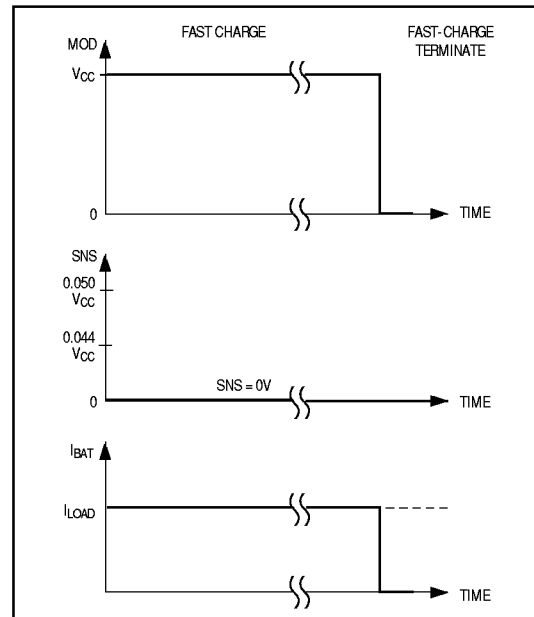 FAST CHARGE
FAST-CHARGE
TERMINATE
MOD
VCC
0
TIME
SNS
0.050
VCC
0.044
VCC
SNS = 0V
0
TIME
IBAT
ILOAD
TIME